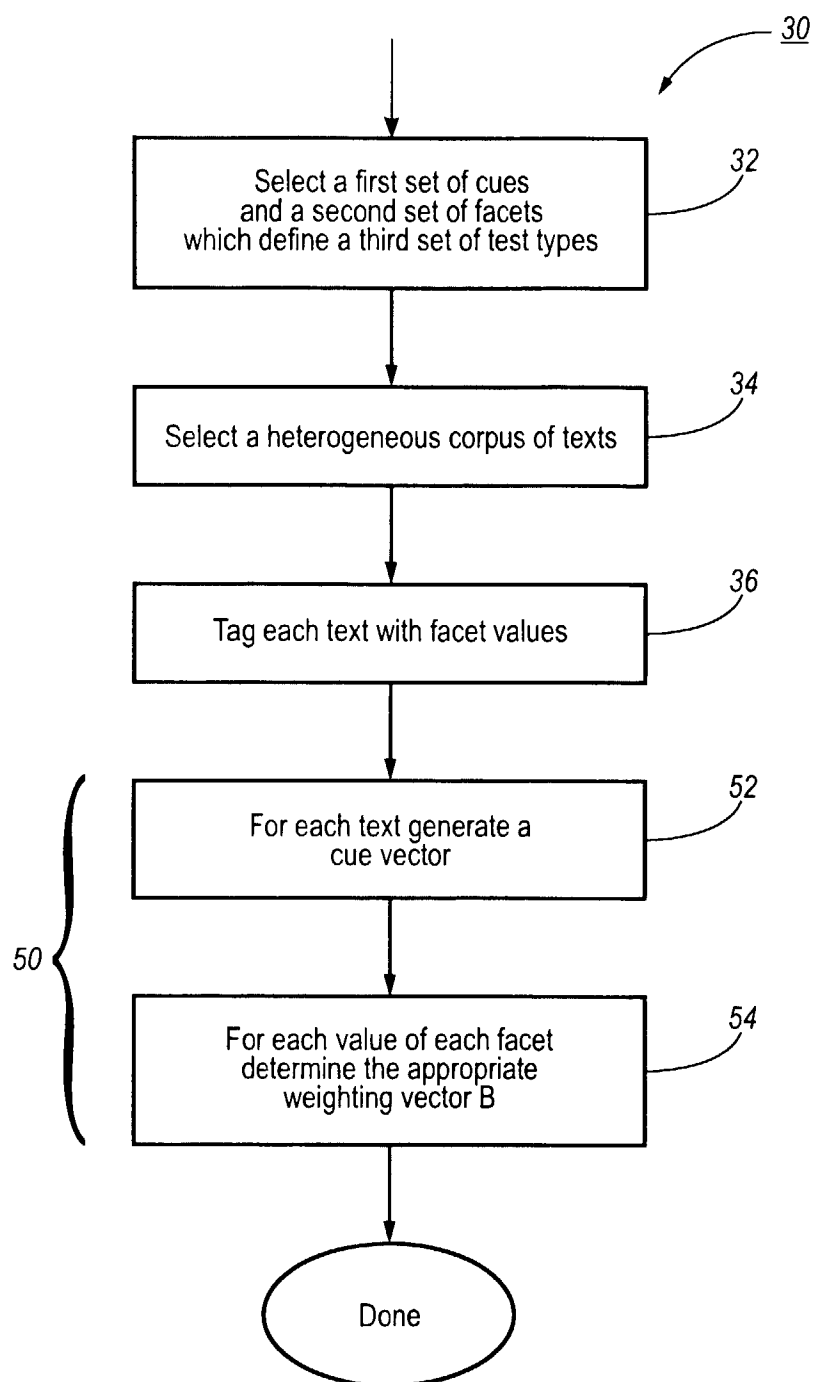 30
Select a first set of cues
and a second set of facets
which define a third set of test types
32
Select a heterogeneous corpus of texts
34
Tag each text with facet values
36
For each text generate a
cue vector
52
50
For each value of each facet
determine the appropriate
weighting vector B
54
Done